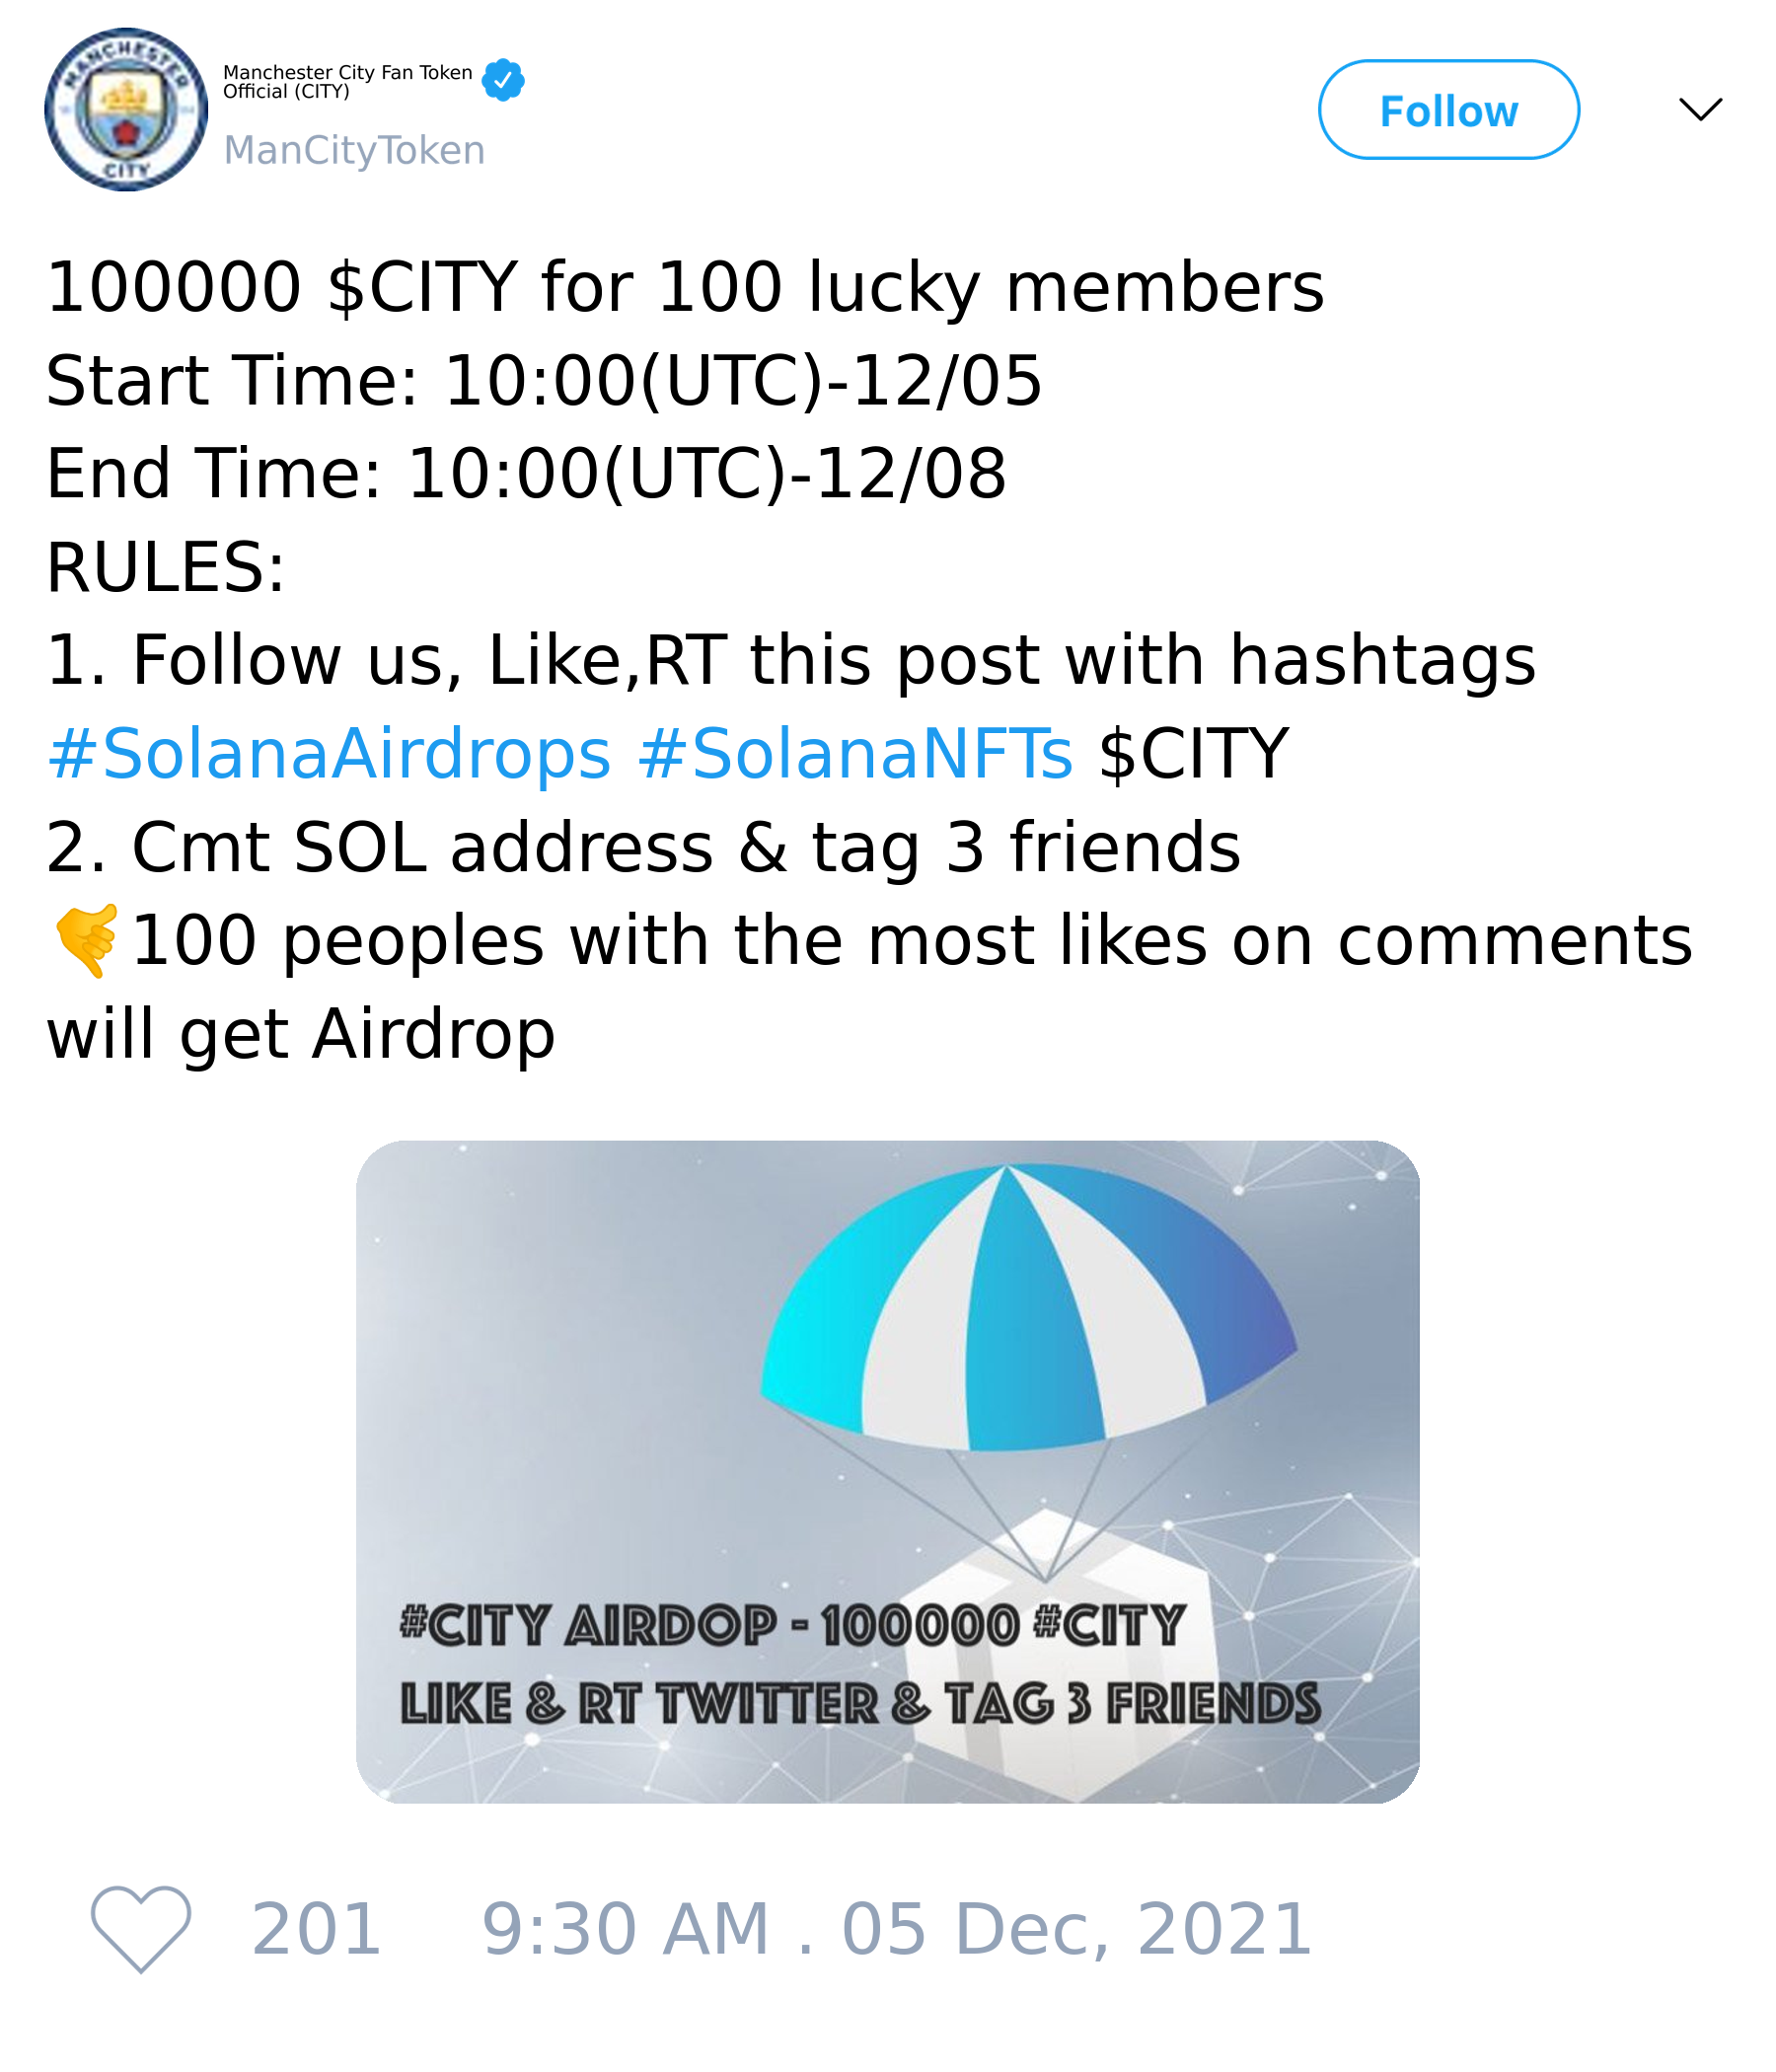 MANCHESTER
CITY
Manchester City Fan Token
Official (CITY)
ManCityToken
Follow
100000 $CITY for 100 lucky members
Start Time: 10:00(UTC)-12/05
End Time: 10:00(UTC)-12/08
RULES:
1. Follow us, Like,RT this post with hashtags
#SolanaAirdrops #SolanaNFTs $CITY
2. Cmt SOL address & tag 3 friends
🤙100 peoples with the most likes on comments
will get Airdrop
#CITY AIRDOP - 100000 #CITY
LIKE & RT TWITTER & TAG 3 FRIENDS
201 9:30 AM . 05 Dec, 2021